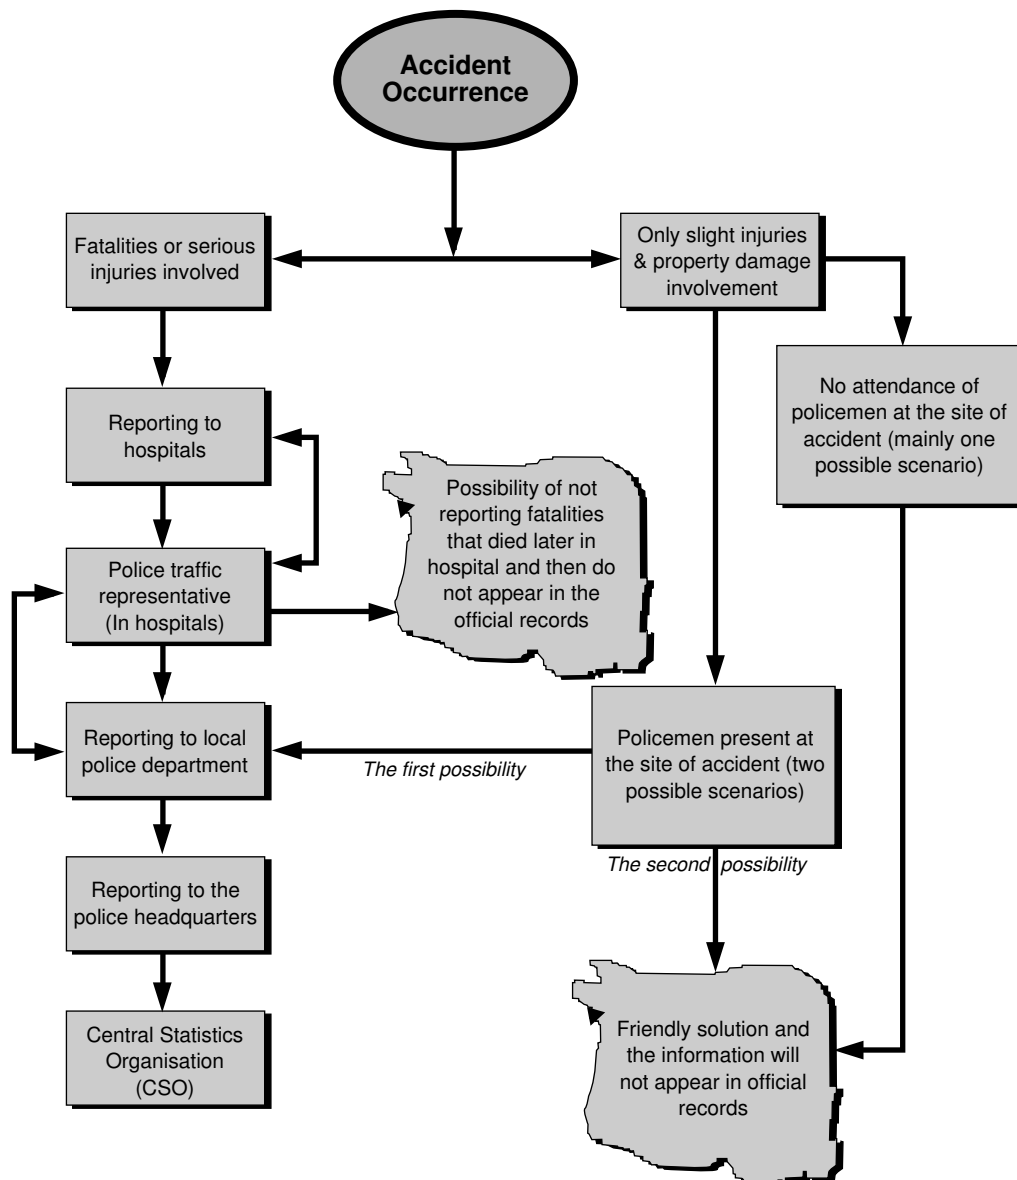 Accident
Occurrence
Fatalities or serious
injuries involved
Only slight injuries
& property damage
involvement
No attendance of
policemen at the site of
accident (mainly one
possible scenario)
Reporting to
hospitals
Possibility of not
reporting fatalities
that died later in
hospital and then do
not appear in the
official records
Police traffic
representative
(In hospitals)
Reporting to local
police department
The first possibility
Policemen present at
the site of accident (two
possible scenarios)
The second possibility
Reporting to the
police headquarters
Central Statistics
Organisation
(CSO)
Friendly solution and
the information will
not appear in official
records